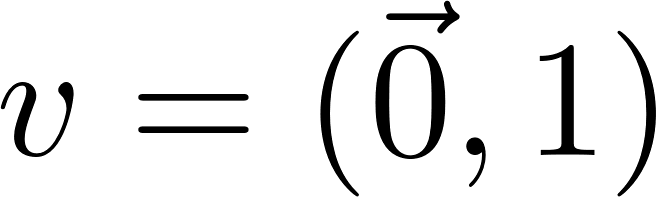 $v = (\vec{0}, 1)$